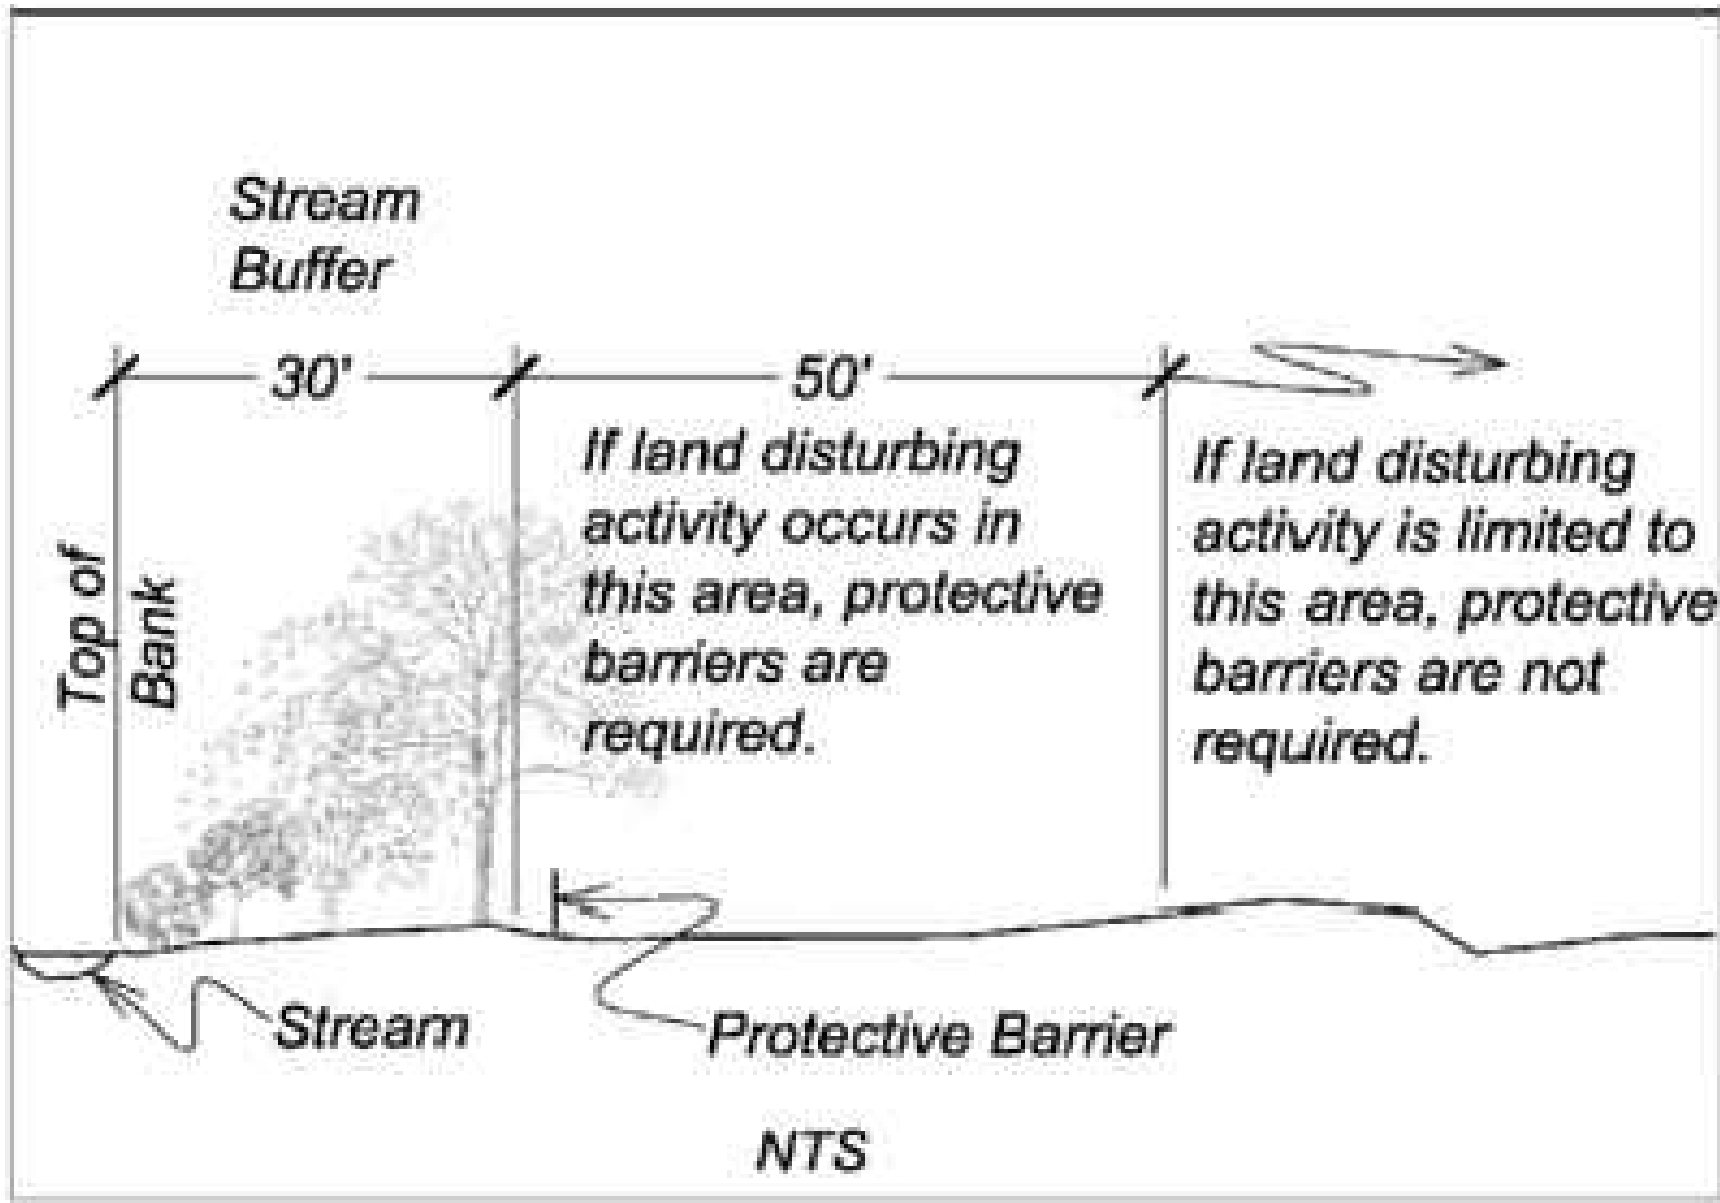 Stream
Buffer
30'
50'
If land disturbing
activity occurs in
this area, protective
barriers are
required.
If land disturbing
activity is limited to
this area, protective
barriers are not
required.
Top of
Bank
Stream
Protective Barrier
NTS